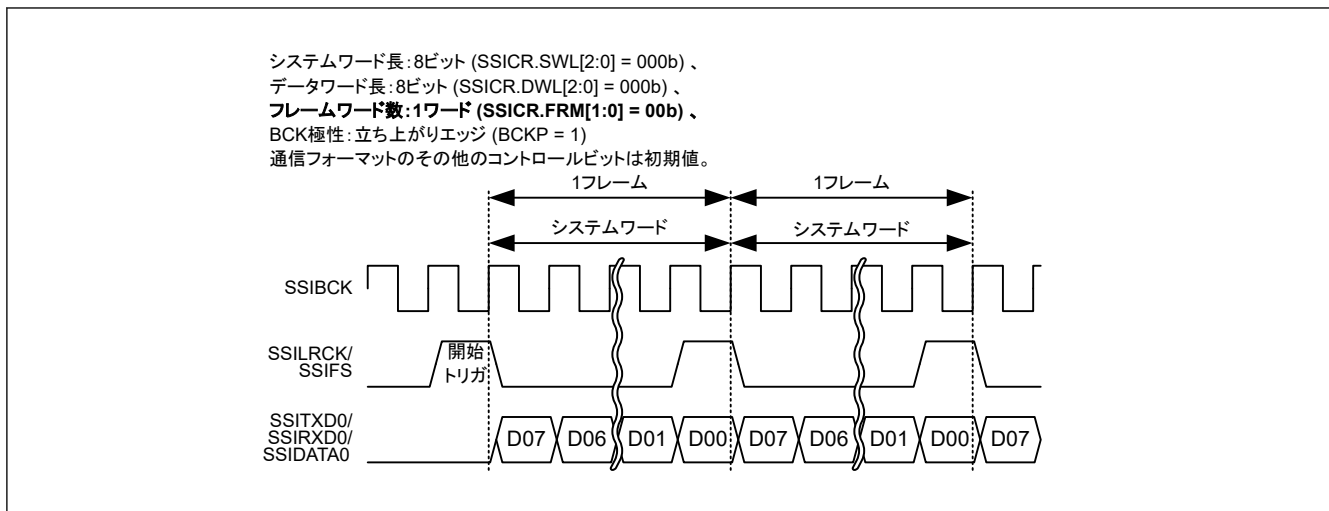 システムワード長：8ビット (SSICR.SWL[2:0] = 000b) 、
データワード長：8ビット (SSICR.DWL[2:0] = 000b) 、
フレームワード数：1ワード (SSICR.FRM[1:0] = 00b) 、
BCK極性：立ち上がりエッジ (BCKP = 1)
通信フォーマットのその他のコントロールビットは初期値。
1フレーム 1フレーム
システムワード システムワード
SSIBCK
SSILRCK/
SSIFS
開始
トリガ
SSITXD0/
SSIRXD0/
SSIDATA0
D07 D06 D01 D00 D07 D06 D01 D00 D07